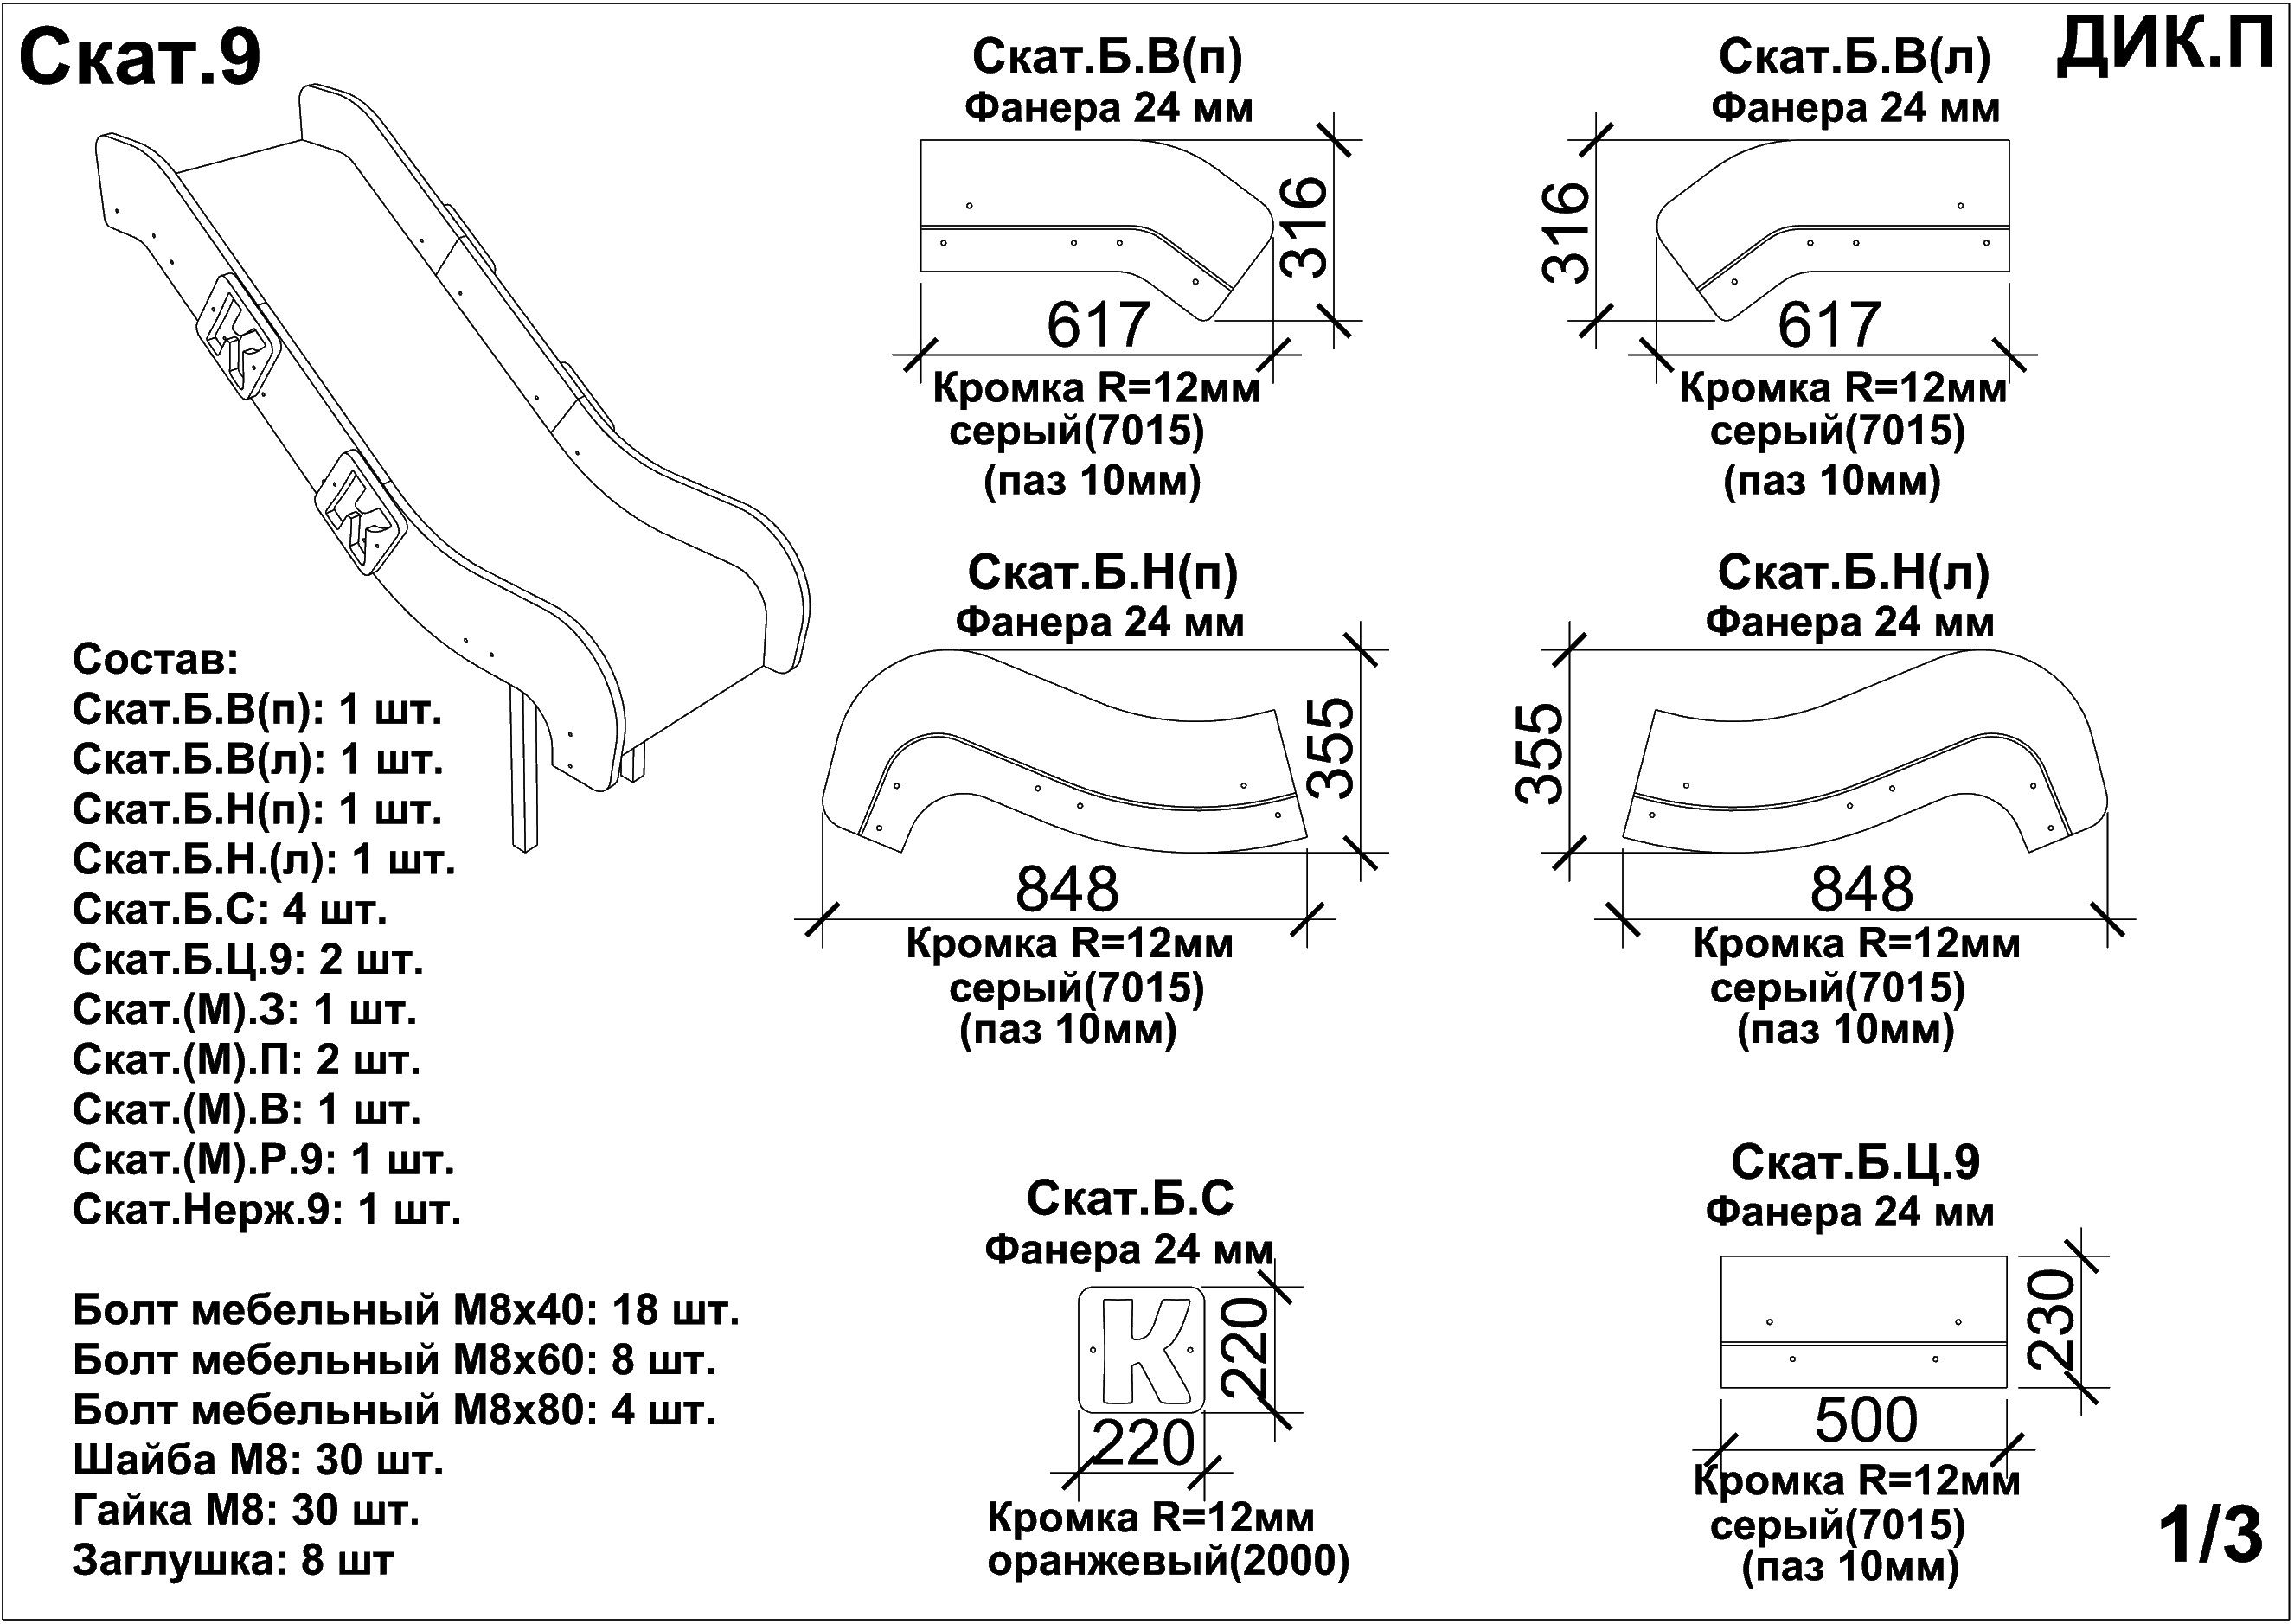 Скат.9
ДИК.П
Скат.Б.В(п)
Фанера 24 мм
316
617
Кромка R=12мм
серый(7015)
(паз 10мм)
Скат.Б.В(л)
Фанера 24 мм
316
617
Кромка R=12мм
серый(7015)
(паз 10мм)
Скат.Б.Н(п)
Фанера 24 мм
355
848
Кромка R=12мм
серый(7015)
(паз 10мм)
Скат.Б.Н(л)
Фанера 24 мм
355
848
Кромка R=12мм
серый(7015)
(паз 10мм)
Состав:
Скат.Б.В(п): 1 шт.
Скат.Б.В(л): 1 шт.
Скат.Б.Н(п): 1 шт.
Скат.Б.Н.(л): 1 шт.
Скат.Б.С: 4 шт.
Скат.Б.Ц.9: 2 шт.
Скат.(М).З: 1 шт.
Скат.(М).П: 2 шт.
Скат.(М).В: 1 шт.
Скат.(М).Р.9: 1 шт.
Скат.Нерж.9: 1 шт.
Болт мебельный М8х40: 18 шт.
Болт мебельный М8х60: 8 шт.
Болт мебельный М8х80: 4 шт.
Шайба М8: 30 шт.
Гайка М8: 30 шт.
Заглушка: 8 шт
Скат.Б.С
Фанера 24 мм
К
220
220
Кромка R=12мм
оранжевый(2000)
Скат.Б.Ц.9
Фанера 24 мм
230
500
Кромка R=12мм
серый(7015)
(паз 10мм)
1/3